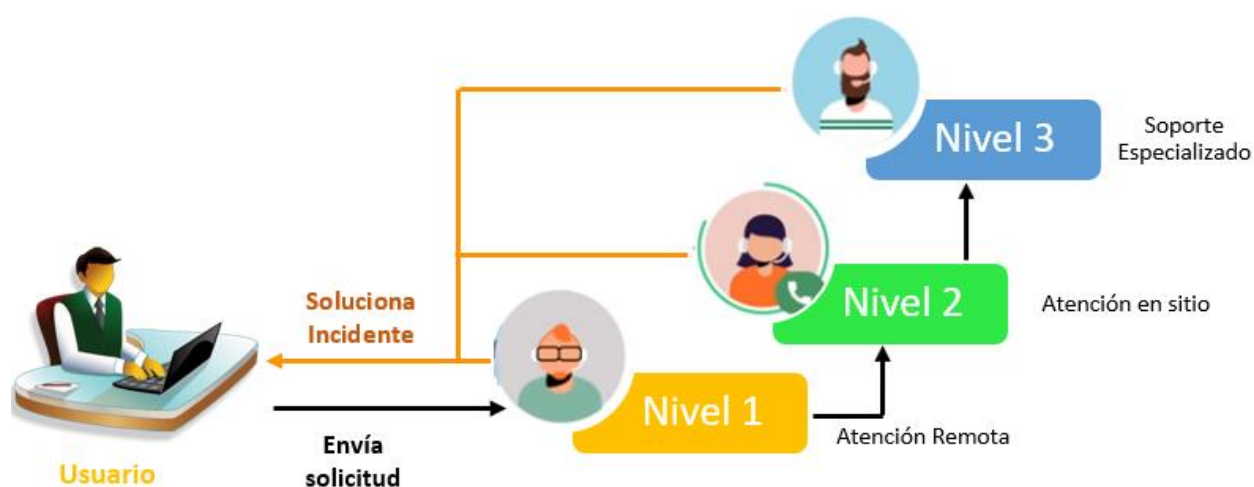 Nivel 3
Soporte
Especializado
Nivel 2
Atención en sitio
Soluciona
Incidente
Nivel 1
Atención Remota
Envía
solicitud
Usuario